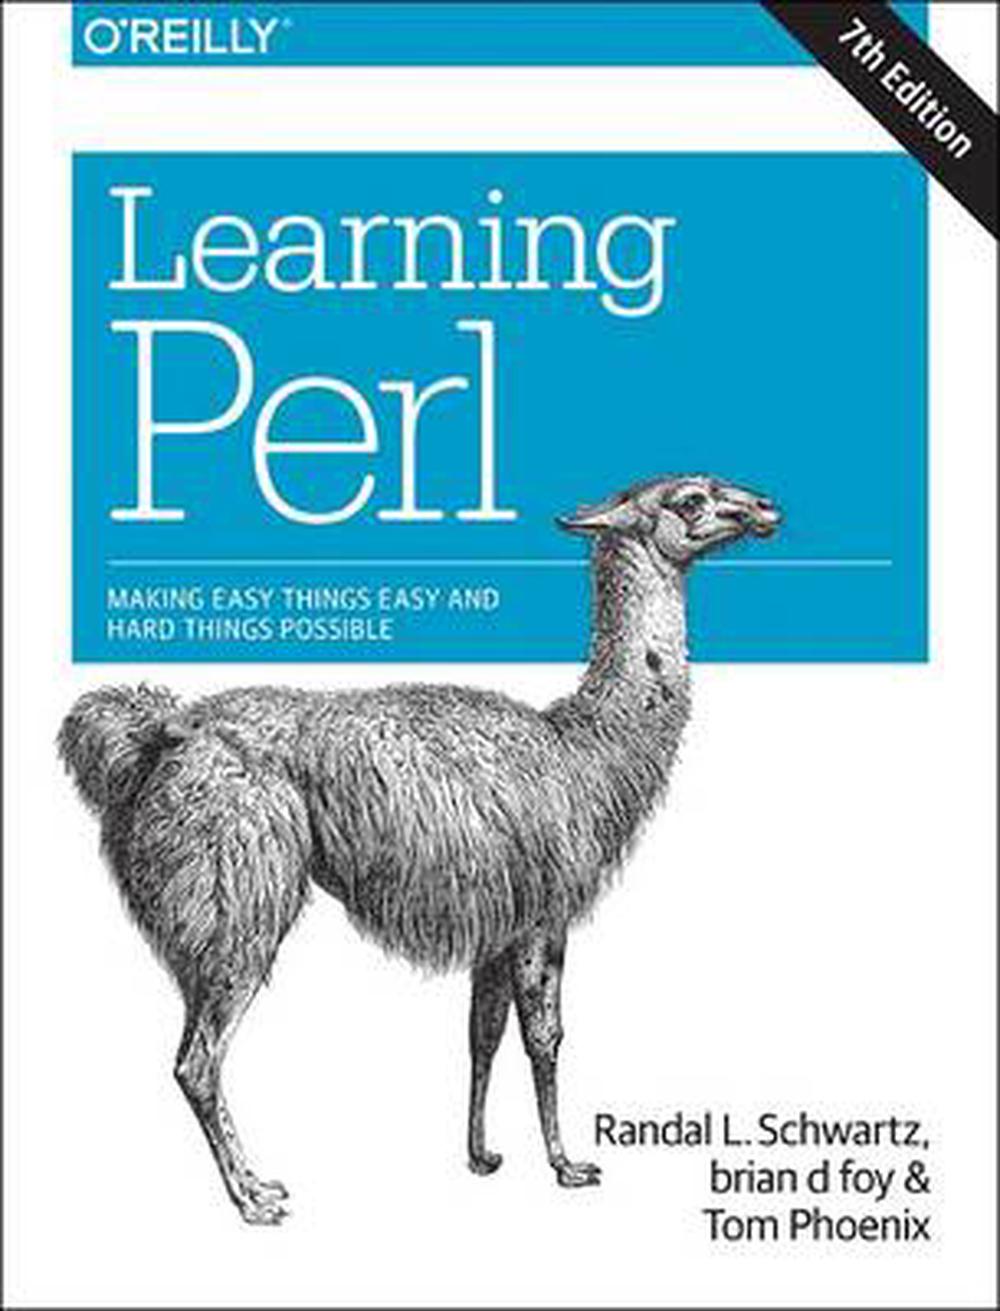 O'REILLY®
7th Edition
Learning
Perl
MAKING EASY THINGS EASY AND
HARD THINGS POSSIBLE
Randal L. Schwartz,
brian d foy &
Tom Phoenix